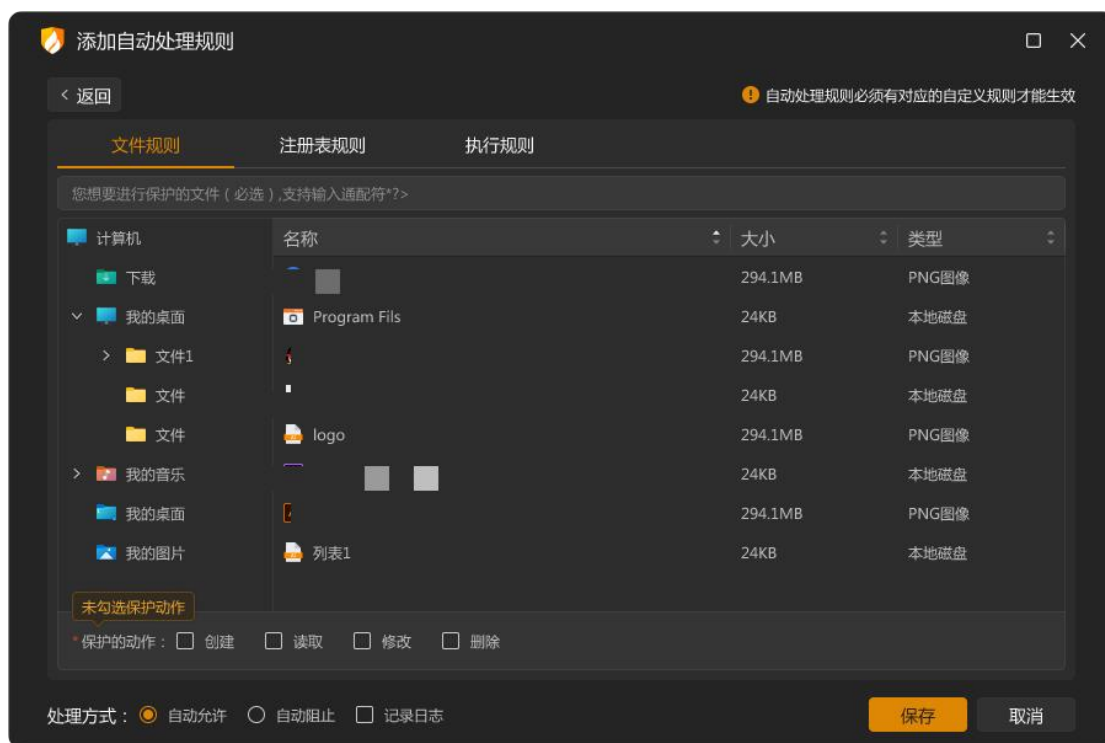 添加自动处理规则
返回 自动处理规则必须有对应的自定义规则才能生效
文件规则 注册表规则 执行规则
您想要进行保护的文件（必选）,支持输入通配符*?>
计算机 名称 大小 类型
下载 294.1MB PNG图像
我的桌面 Program Fils 24KB 本地磁盘
文件1 294.1MB PNG图像
文件 24KB 本地磁盘
文件 logo 294.1MB PNG图像
我的音乐 24KB 本地磁盘
我的桌面 294.1MB PNG图像
我的图片 列表1 24KB 本地磁盘
未勾选保护动作
*保护的动作： 创建 读取 修改 删除
处理方式： 自动允许 自动阻止 记录日志 保存 取消